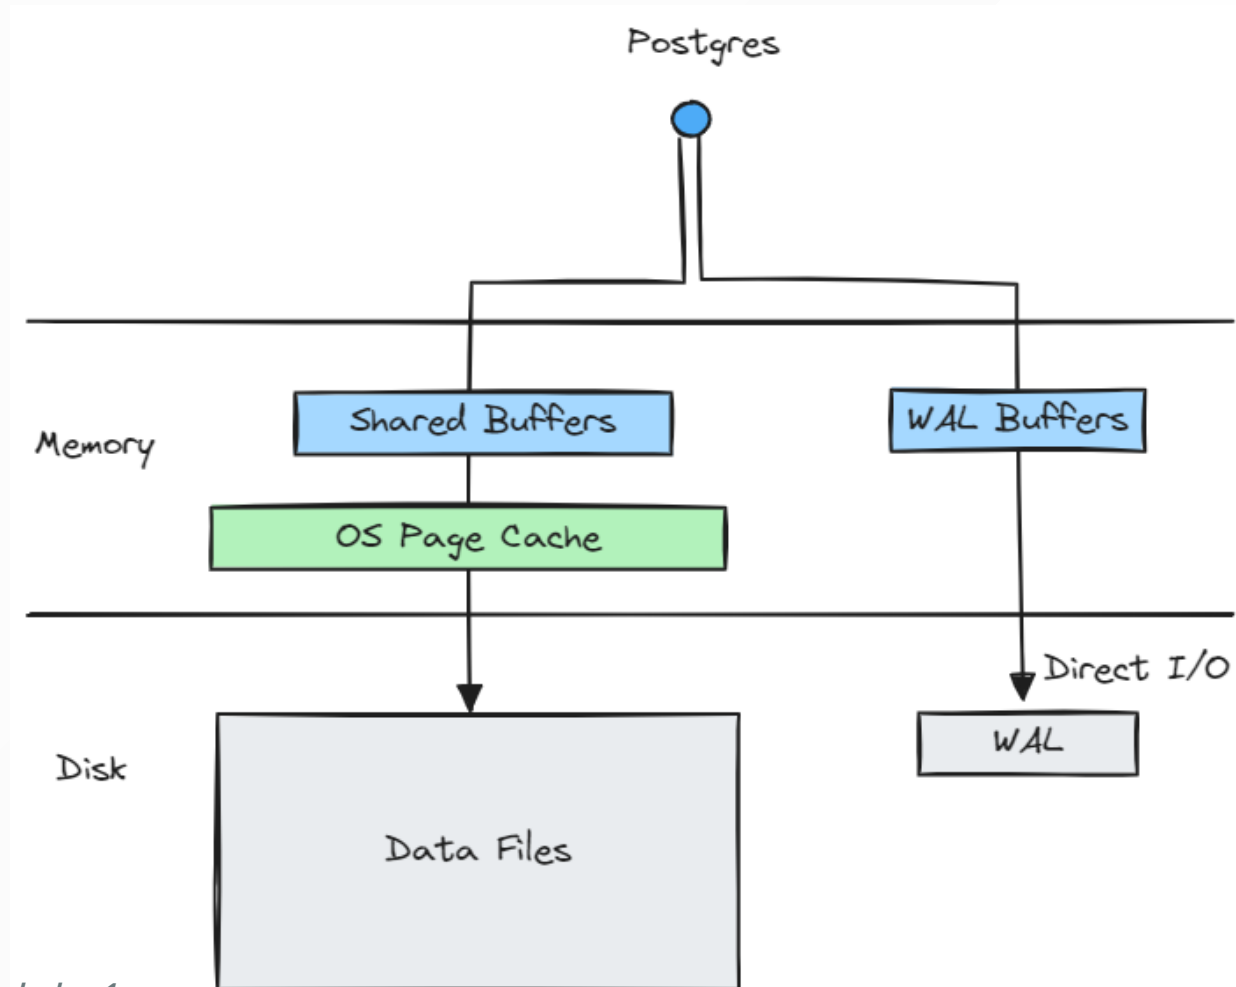 Postgres
Shared Buffers
WAL Buffers
Memory
OS Page Cache
Direct I/O
WAL
Disk
Data Files